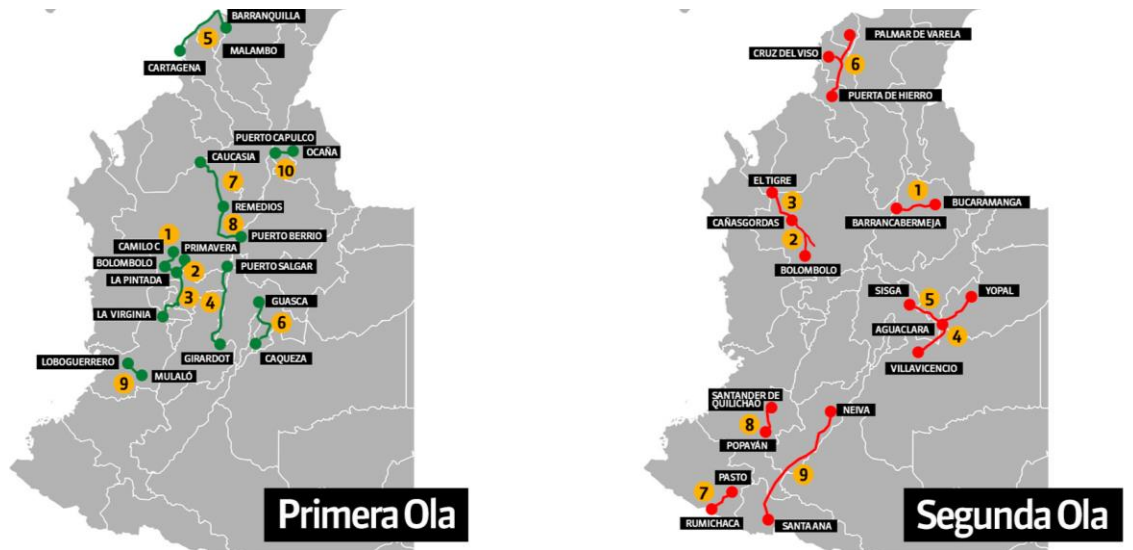 BARRANQUILLA
5
MALAMBO
CARTAGENA
PUERTO CAPULCO
CAUCASIA
OCAÑA
10
7
REMEDIOS
8
PUERTO BERRIO
1
CAMILO C
PRIMAVERA
BOLOMBOLO
2
LA PINTADA
PUERTO SALGAR
3
4
GUASCA
LA VIRGINIA
6
GIRARDOT
CAQUEZA
LOBOGUERRERO
MULALÓ
9
Primera Ola
PALMAR DE VARELA
CRUZ DEL VISO
6
PUERTA DE HIERRO
EL TIGRE
3
1
BUCARAMANGA
CAÑASGORDAS
BARRANCABERMEJA
2
BOLOMBOLO
SISGA
5
YOPAL
AGUACLARA
4
VILLAVICENCIO
SANTANDER DE
QUILICHAO
NEIVA
8
POPAYÁN
PASTO
9
7
RUMICHACA
SANTA ANA
Segunda Ola